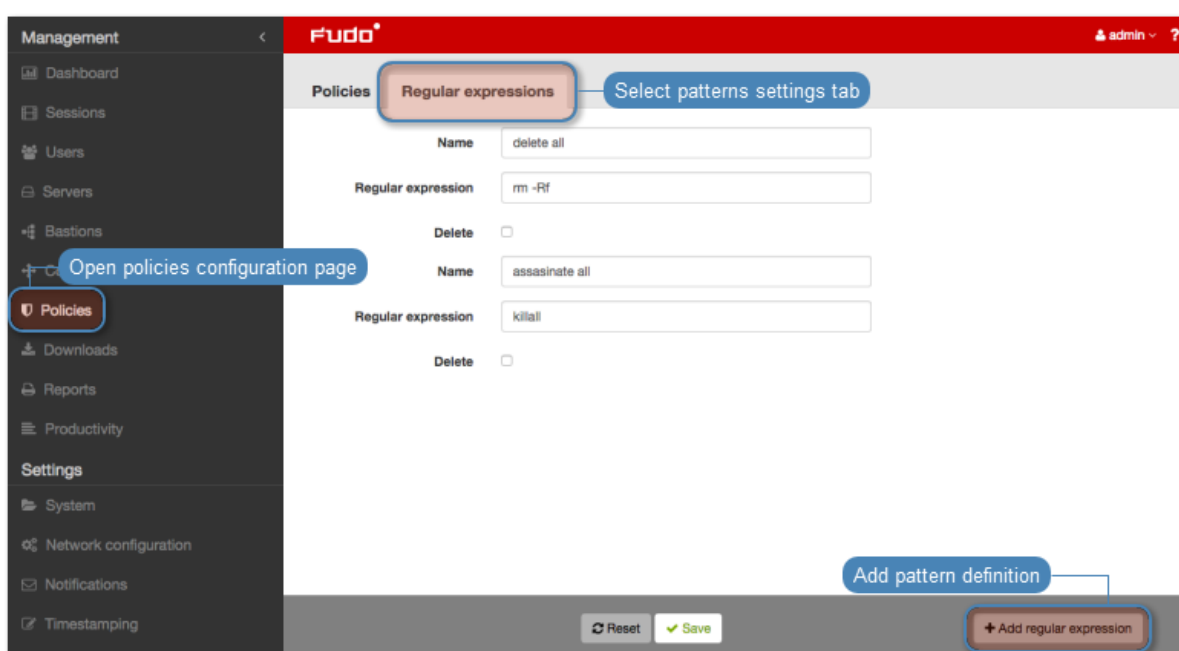 Management
Fudo
admin
?
Dashboard
Policies
Regular expressions
Select patterns settings tab
Sessions
Users
Name
delete all
Servers
Regular expression
rm -Rf
Bastions
Delete
Open policies configuration page
Name
assasinate all
Policies
Regular expression
killall
Downloads
Delete
Reports
Productivity
Settings
System
Network configuration
Notifications
Add pattern definition
Timestamping
Reset
Save
+ Add regular expression